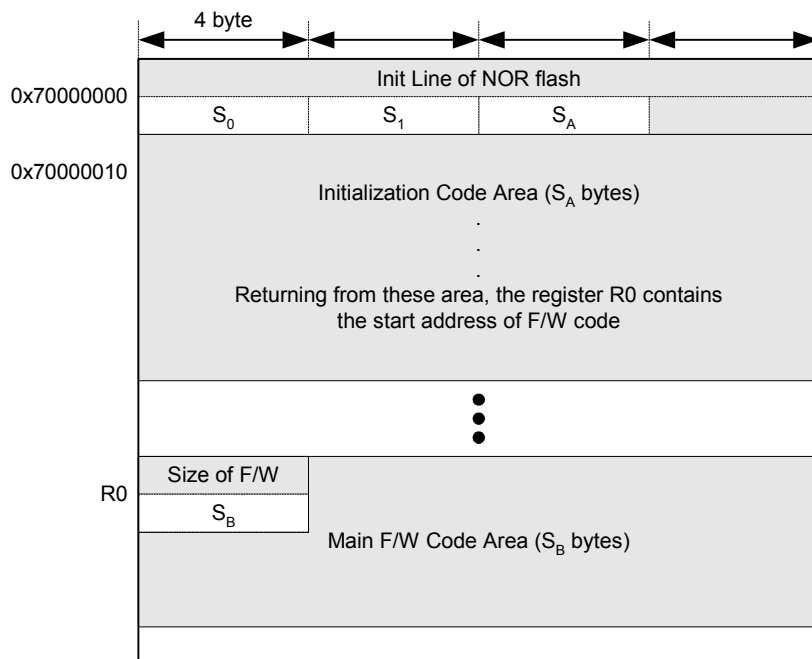 4 byte
Init Line of NOR flash
0x70000000
S0 S1 SA
0x70000010
Initialization Code Area (SA bytes)
.
.
.
Returning from these area, the register R0 contains
the start address of F/W code
Size of F/W
R0
SB
Main F/W Code Area (SB bytes)